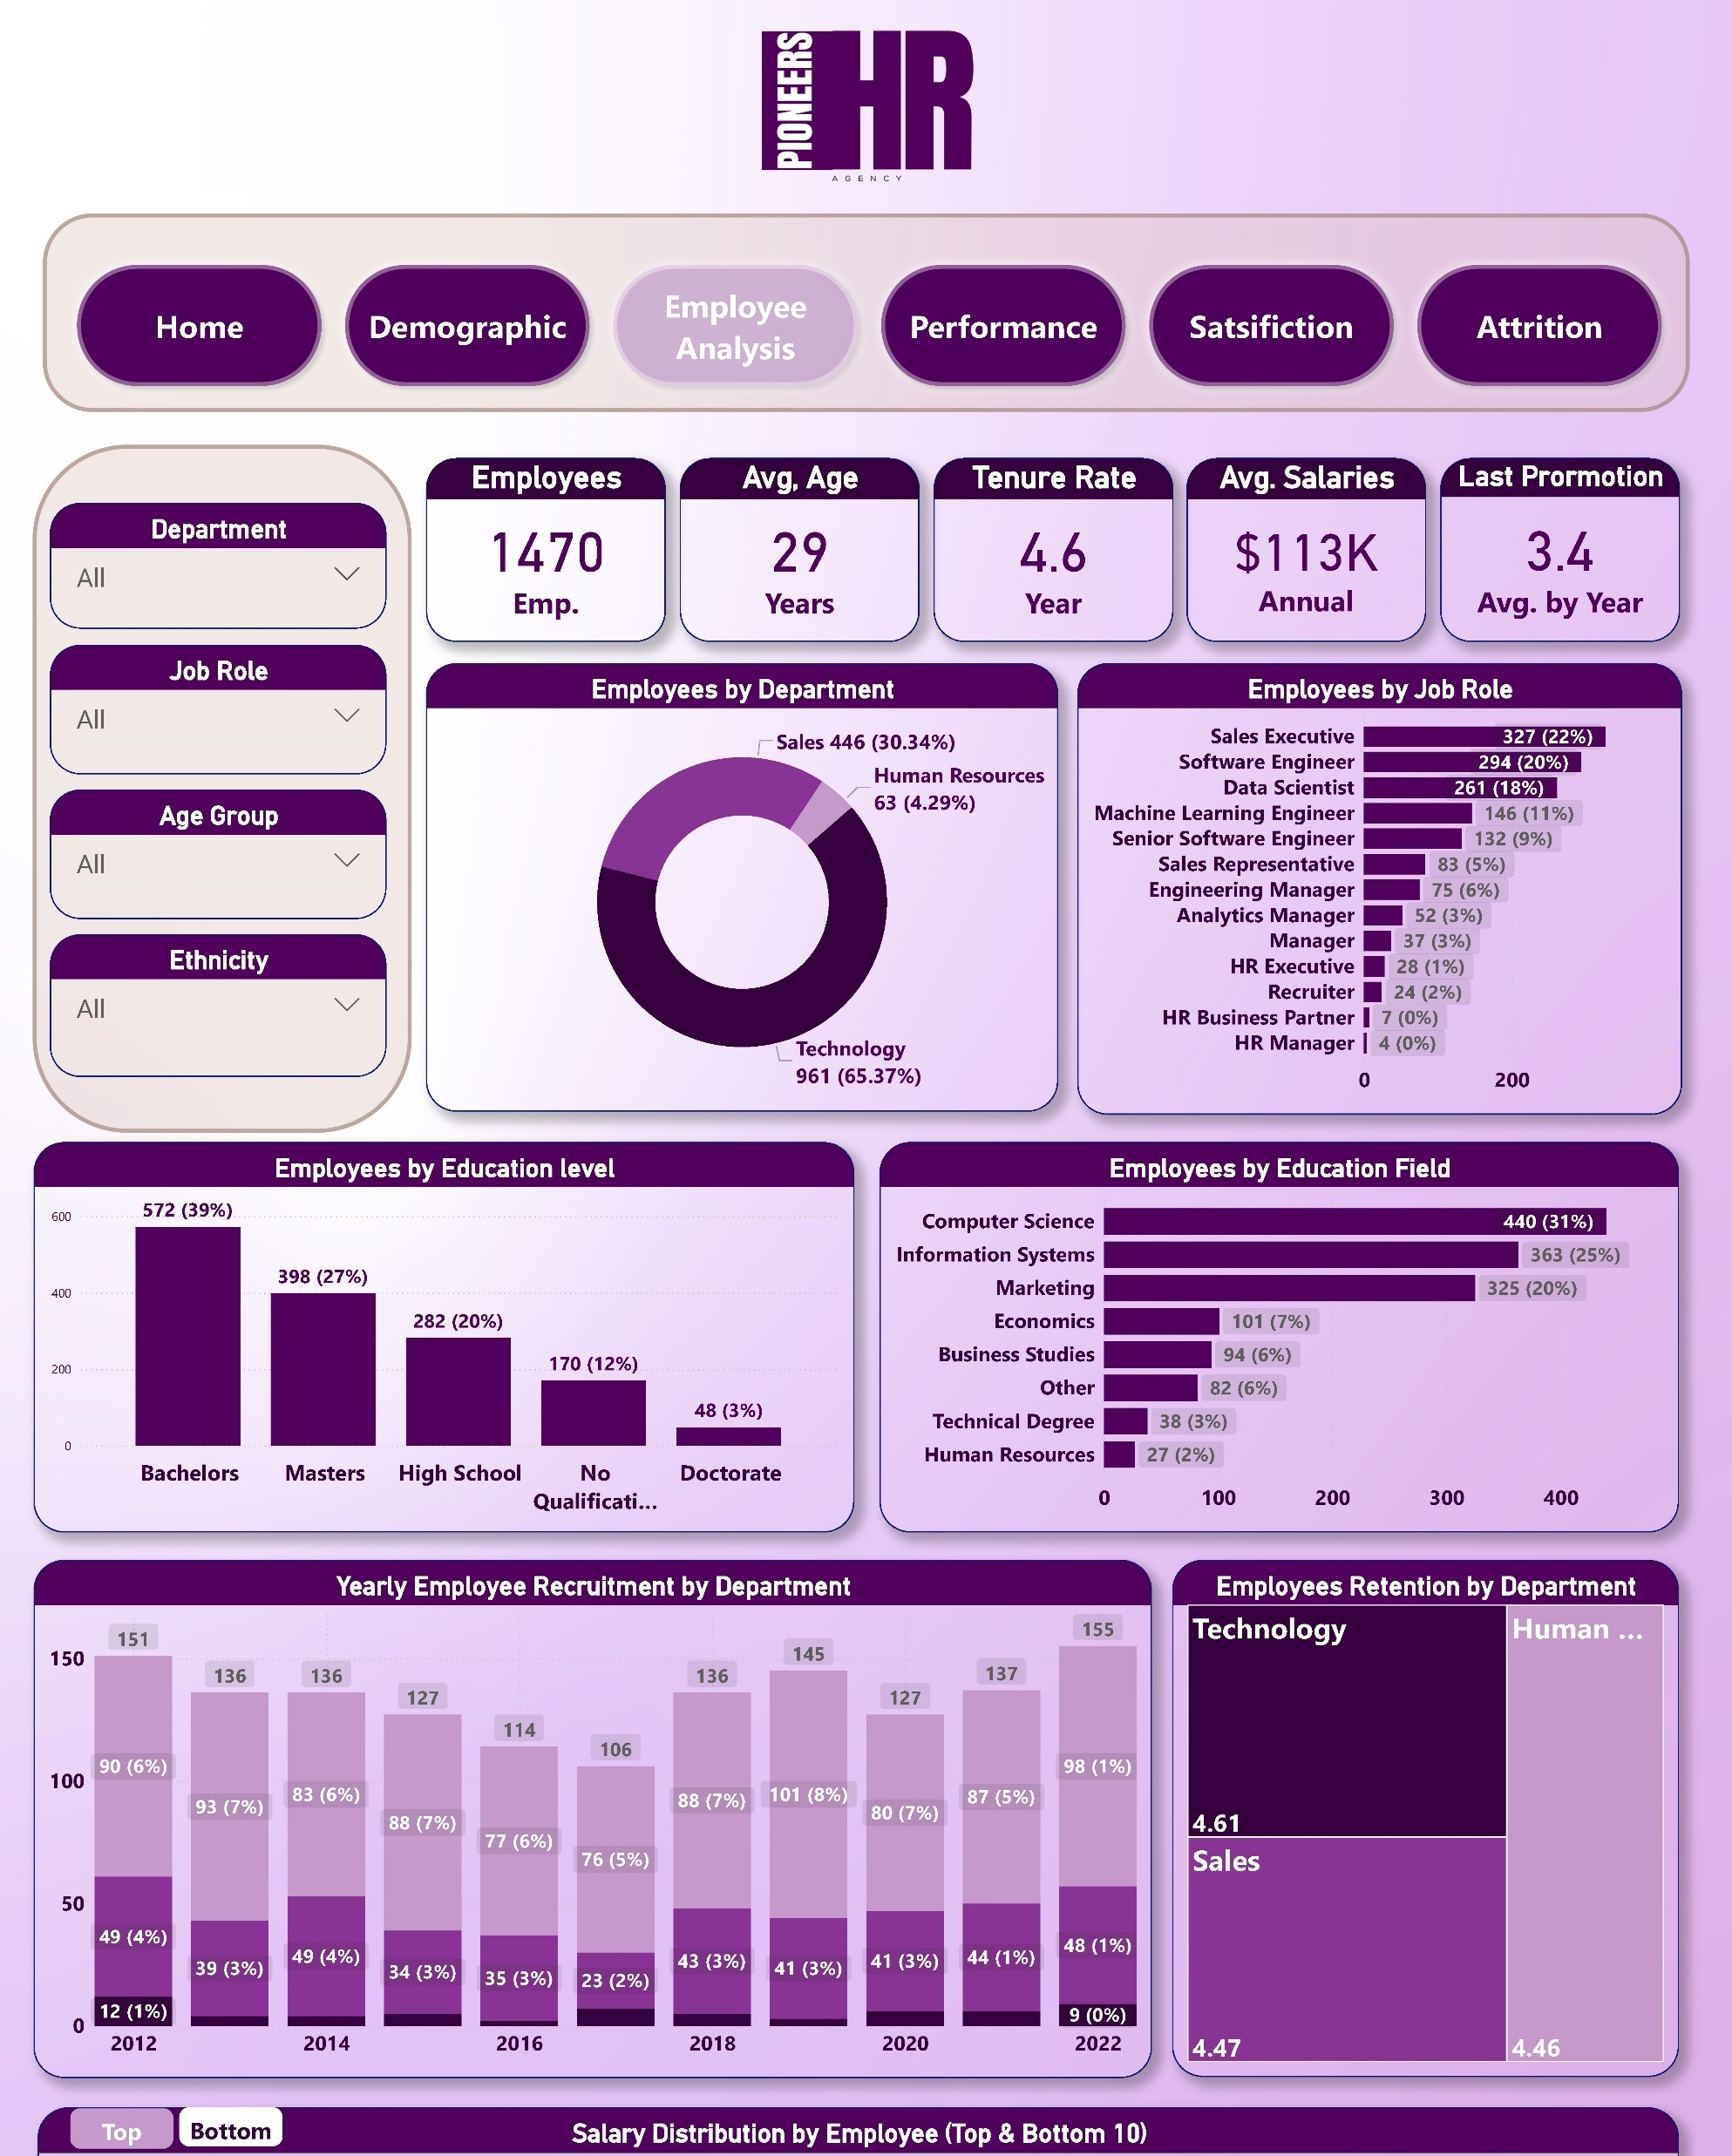 PIONEERS
HR
AGENCY
Home
Demographic
Employee
Analysis
Performance
Satsifiction
Attrition
Department
All
Job Role
All
Age Group
All
Ethnicity
All
Employees
1470
Emp.
Avg, Age
29
Years
Tenure Rate
4.6
Year
Avg. Salaries
$113K
Annual
Last Prormotion
3.4
Avg. by Year
Employees by Department
Sales 446 (30.34%)
Human Resources
63 (4.29%)
Technology
961 (65.37%)
Employees by Job Role
Sales Executive 327 (22%)
Software Engineer 294 (20%)
Data Scientist 261 (18%)
Machine Learning Engineer 146 (11%)
Senior Software Engineer 132 (9%)
Sales Representative 83 (5%)
Engineering Manager 75 (6%)
Analytics Manager 52 (3%)
Manager 37 (3%)
HR Executive 28 (1%)
Recruiter 24 (2%)
HR Business Partner 7 (0%)
HR Manager 4 (0%)
0 200
Employees by Education level
600
400
200
0
572 (39%)
398 (27%)
282 (20%)
170 (12%)
48 (3%)
Bachelors Masters High School No Doctorate
Qualificati...
Employees by Education Field
Computer Science 440 (31%)
Information Systems 363 (25%)
Marketing 325 (20%)
Economics 101 (7%)
Business Studies 94 (6%)
Other 82 (6%)
Technical Degree 38 (3%)
Human Resources 27 (2%)
0 100 200 300 400
Yearly Employee Recruitment by Department
150
100
50
0
151 136 136 127 114 106 136 145 127 137 155
90 (6%) 93 (7%) 83 (6%) 88 (7%) 77 (6%) 76 (5%) 88 (7%) 101 (8%) 80 (7%) 87 (5%) 98 (1%)
49 (4%) 39 (3%) 49 (4%) 34 (3%) 35 (3%) 23 (2%) 43 (3%) 41 (3%) 41 (3%) 44 (1%) 48 (1%)
12 (1%) 9 (0%)
2012 2014 2016 2018 2020 2022
Employees Retention by Department
Technology
4.61
Sales
4.47
Human ...
4.46
Top
Bottom
Salary Distribution by Employee (Top & Bottom 10)